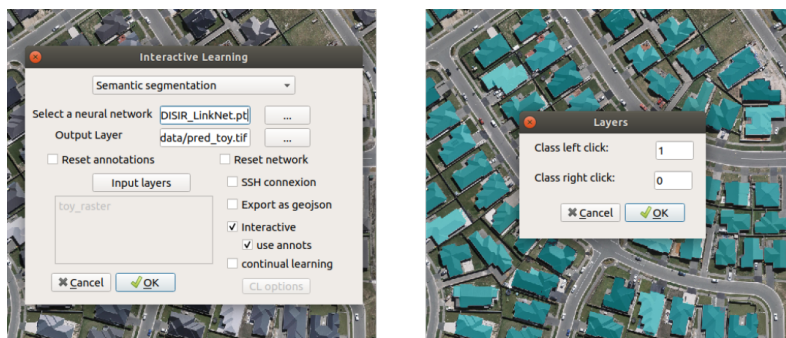 Interactive Learning
Semantic segmentation
Select a neural network DISIR_LinkNet.pt ...
Output Layer data/pred_toy.tif ...
Reset annotations Reset network
Input layers SSH connexion
toy_raster Export as geojson
Interactive
use annots
continual learning
Cancel OK CL options
Layers
Class left click: 1
Class right click: 0
Cancel OK